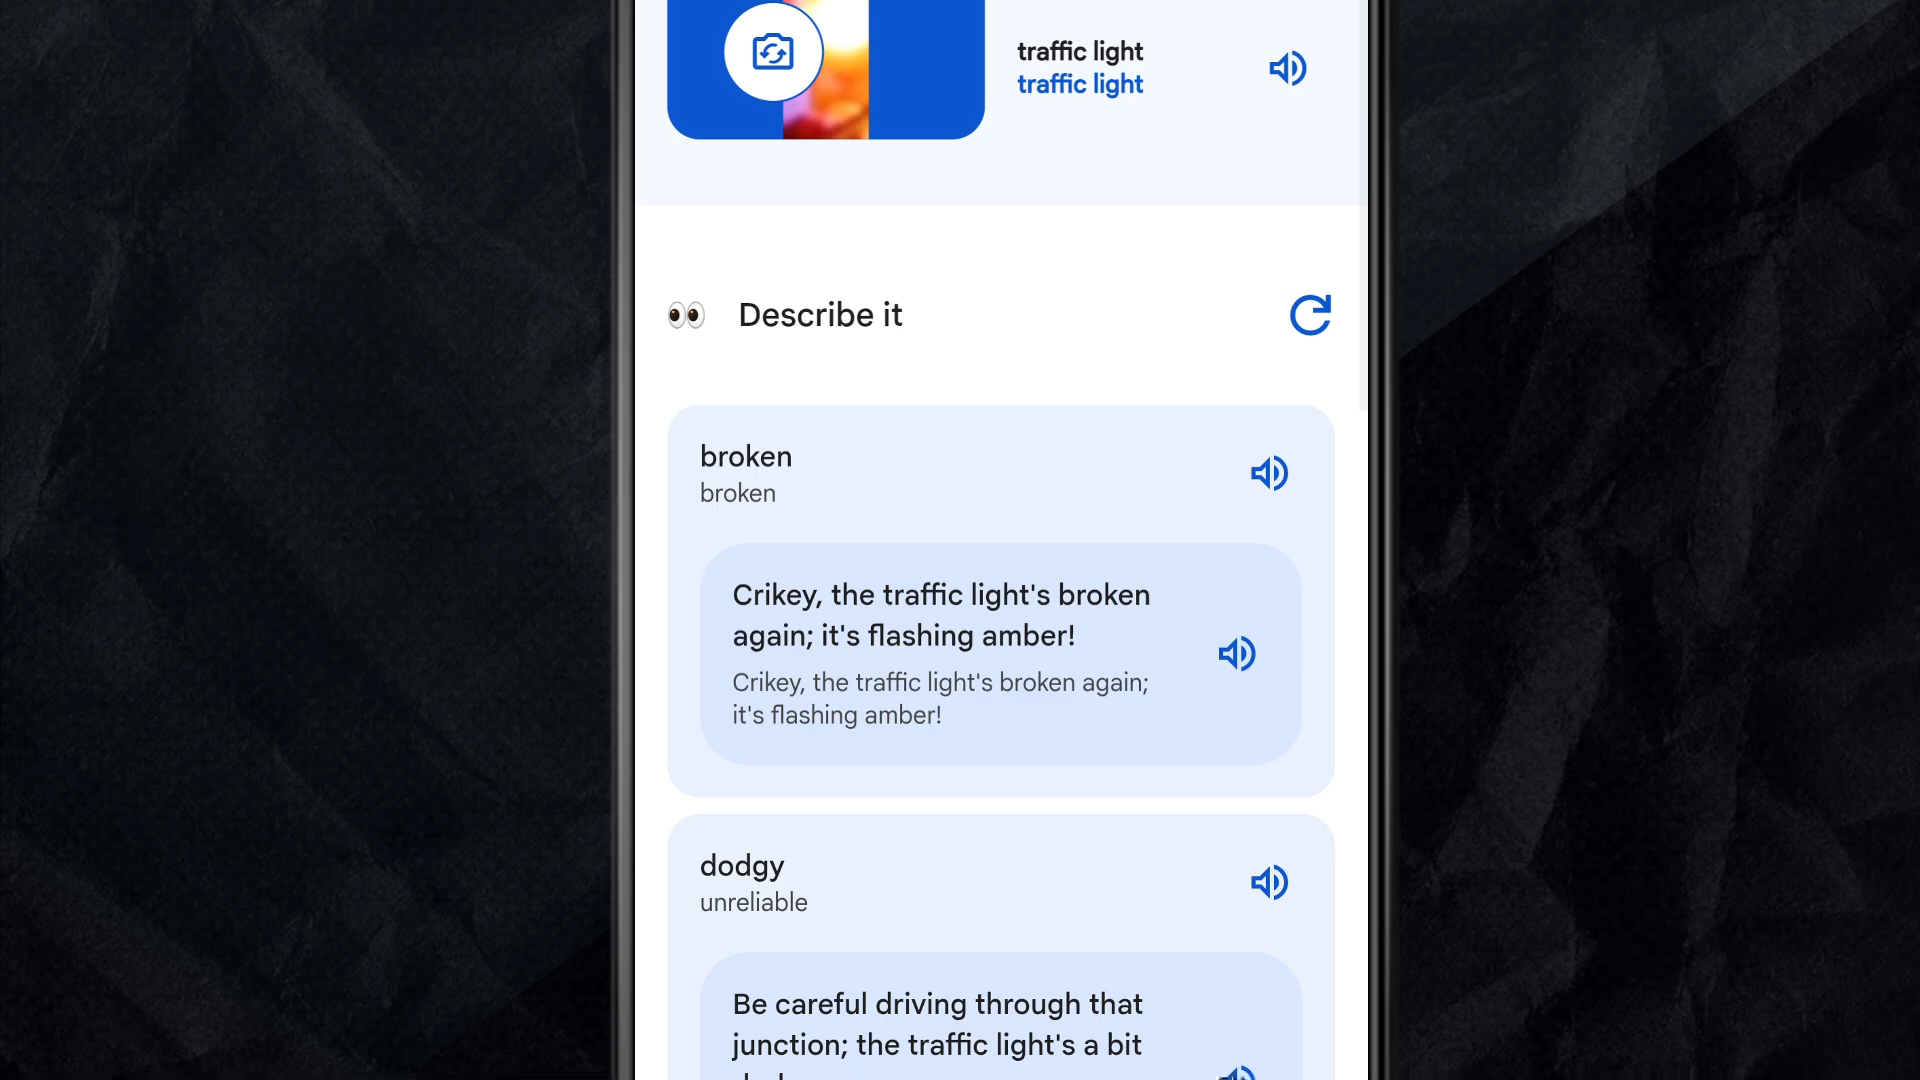 traffic light
traffic light
Describe it
broken
broken
Crikey, the traffic light's broken
again; it's flashing amber!
Crikey, the traffic light's broken again;
it's flashing amber!
dodgy
unreliable
Be careful driving through that
junction; the traffic light's a bit